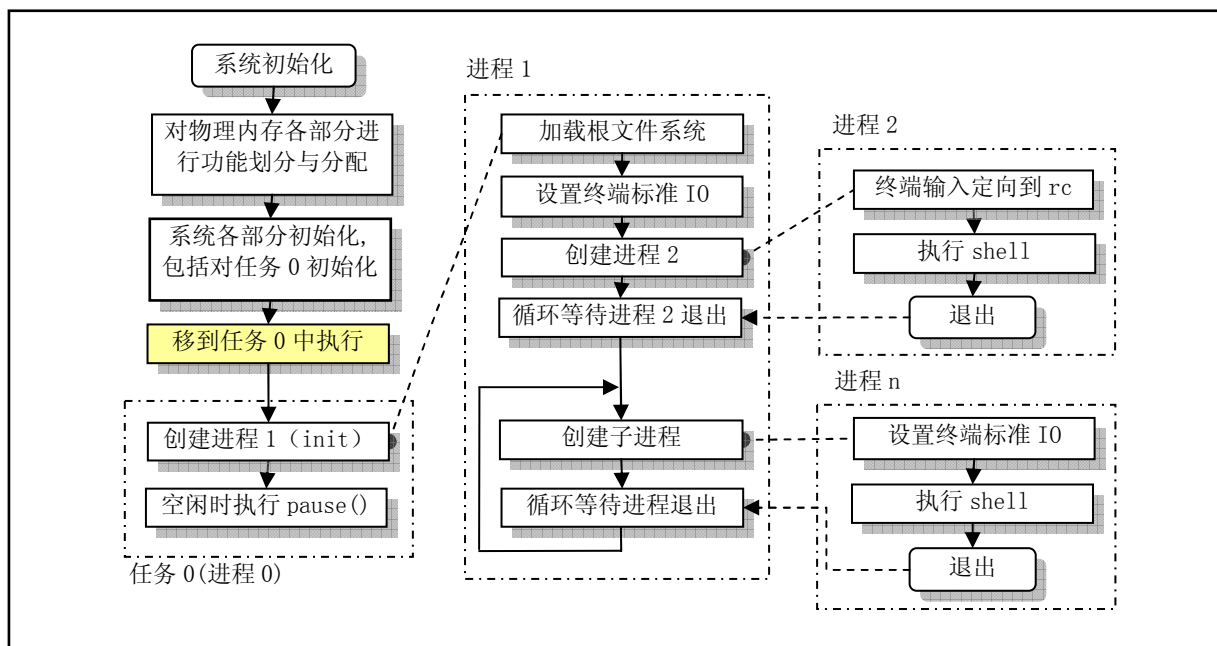 系统初始化
对物理内存各部分进
行功能划分与分配
系统各部分初始化,
包括对任务 0 初始化
移到任务 0 中执行
创建进程 1（init）
空闲时执行 pause()
任务 0(进程 0)
进程 1
加载根文件系统
设置终端标准 IO
创建进程 2
循环等待进程 2 退出
创建子进程
循环等待进程退出
进程 2
终端输入定向到 rc
执行 shell
退出
进程 n
设置终端标准 IO
执行 shell
退出